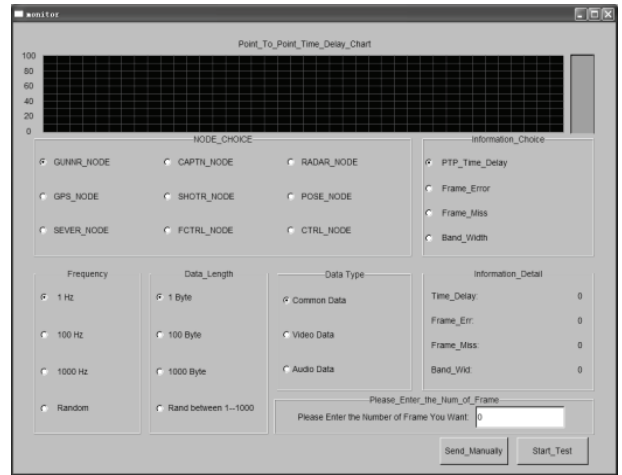 monitor
Point_To_Point_Time_Delay_Chart
100
80
60
40
20
0
NODE_CHOICE
Information_Choice
GUNNR_NODE CAPTN_NODE RADAR_NODE PTP_Time_Delay
GPS_NODE SHOTR_NODE POSE_NODE Frame_Error
Frame_Miss
SEVER_NODE FCTRL_NODE CTRL_NODE Band_Width
Frequency Data_Length Data Type Information_Detail
1 Hz 1 Byte Common Data Time_Delay: 0
Frame_Err: 0
100 Hz 100 Byte Video Data
Frame_Miss: 0
1000 Hz 1000 Byte Audio Data Band_Wid: 0
Please_Enter_the_Num_of_Frame
Random Rand between 1--1000 Please Enter the Number of Frame You Want: 0
Send_Manually Start_Test